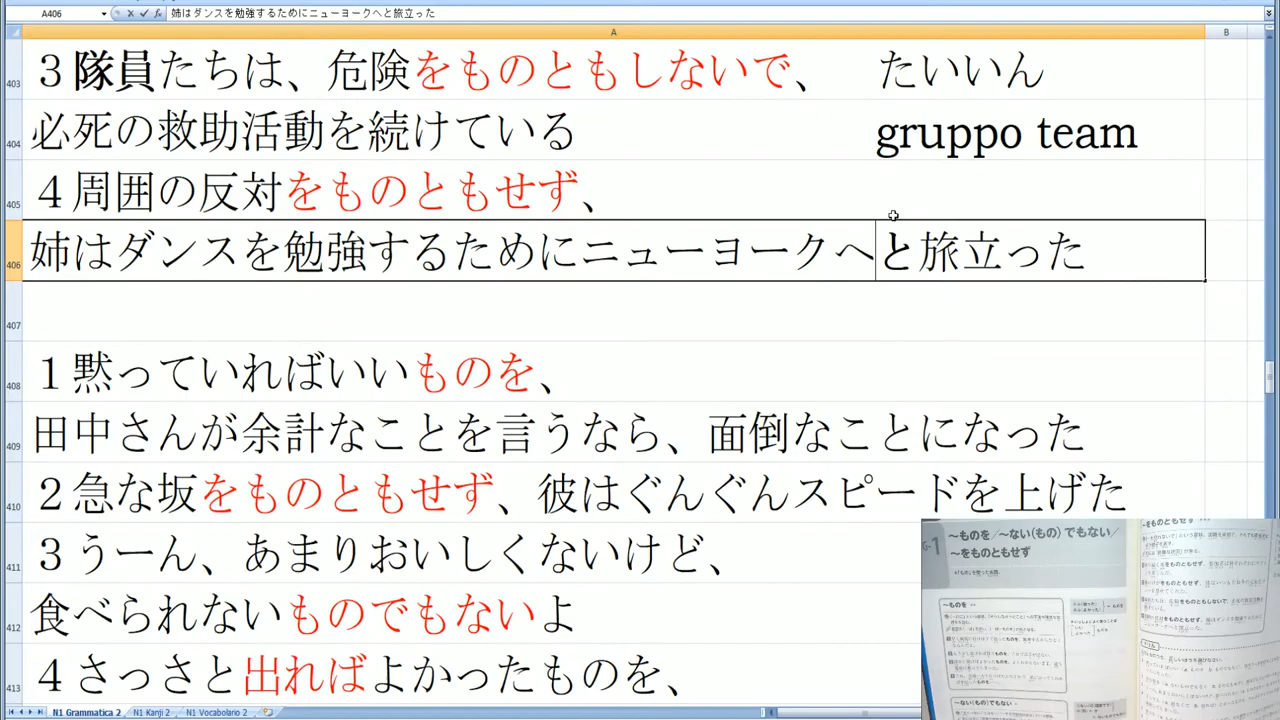 A406
姉はダンスを勉強するためにニューヨークへと旅立った
A B
403 ３隊員たちは、危険をものともしないで、 たいいん
404 必死の救助活動を続けている gruppo team
405 ４周囲の反対をものともせず、
406 姉はダンスを勉強するためにニューヨークへと旅立った
407
408 １黙っていればいいものを、
409 田中さんが余計なことを言うなら、面倒なことになった
410 ２急な坂をものともせず、彼はぐんぐんスピードを上げた
411 ３うーん、あまりおいしくないけど、
412 食べられないものでもないよ
413 ４さっさと出ればよかったものを、
～ものを／～ない(もの)でもない／
～をものともせず
～ものを
～ない(もの)でもない
～をものともせず
N1 Grammatica 2 N1 Kanji 2 N1 Vocabolario 2